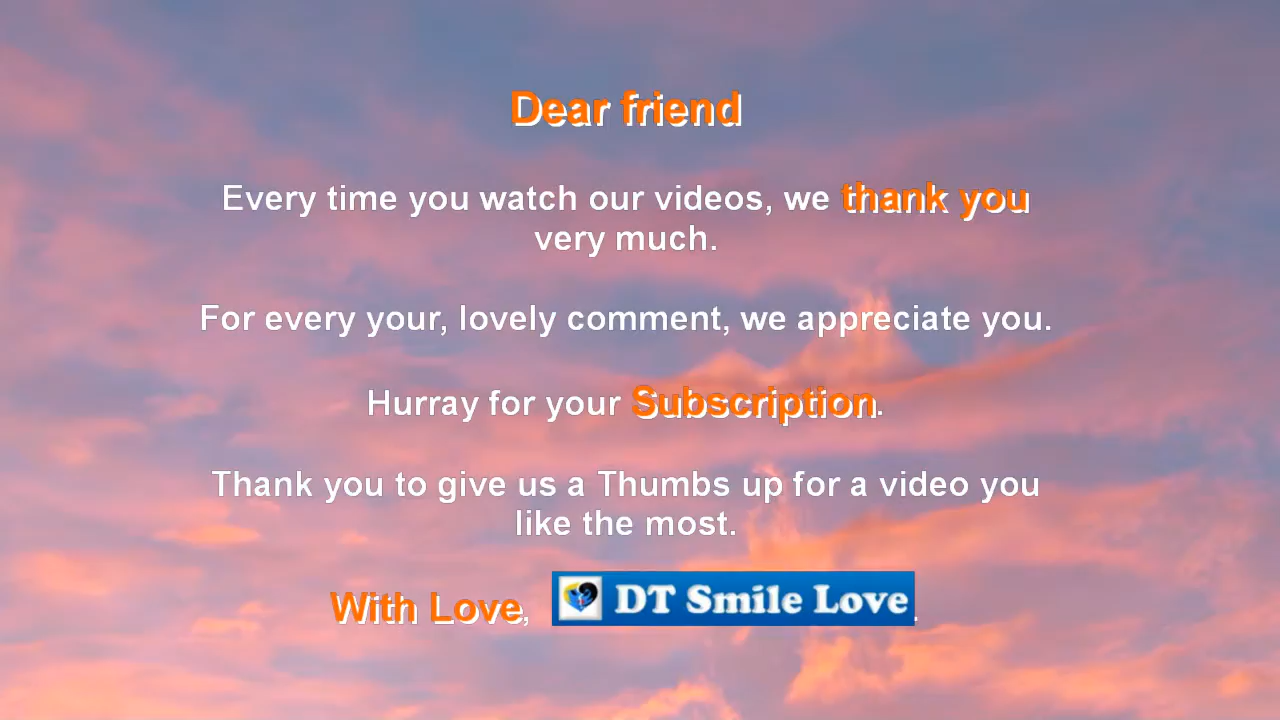 Dear friend
Every time you watch our videos, we thank you
very much.
For every your, lovely comment, we appreciate you.
Hurray for your Subscription.
Thank you to give us a Thumbs up for a video you
like the most.
With Love, DT Smile Love.